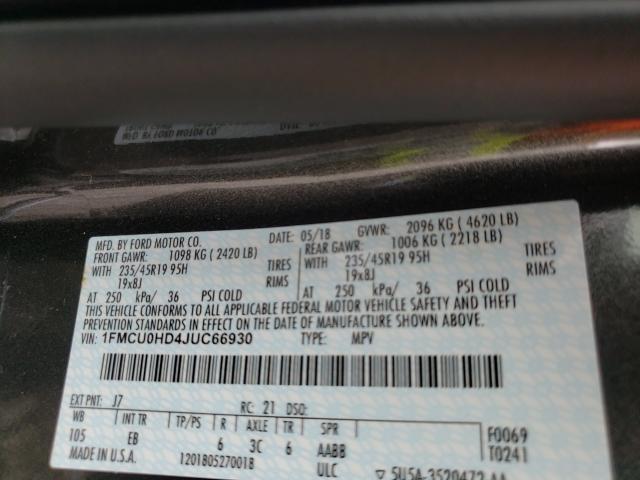 MFD. BY FORD MOTOR CO.
DATE: 05/18 GVWR: 2096 KG ( 4620 LB)
FRONT GAWR: 1098 KG ( 2420 LB) REAR GAWR: 1006 KG ( 2218 LB)
WITH 235/45R19 95H TIRES WITH 235/45R19 95H TIRES
19x8J RIMS 19x8J RIMS
AT 250 kPa/ 36 PSI COLD AT 250 kPa/ 36 PSI COLD
THIS VEHICLE CONFORMS TO ALL APPLICABLE FEDERAL MOTOR VEHICLE SAFETY AND THEFT
PREVENTION STANDARDS IN EFFECT ON THE DATE OF MANUFACTURE SHOWN ABOVE.
VIN: 1FMCU0HD4JUC66930 TYPE: MPV
EXT PNT: J7 RC: 21 DSO:
WB INT TR TP/PS R AXLE TR SPR F0069
105 EB 6 3C 6 AABB T0241
MADE IN U.S.A. 1201805270018 ULC 5U5A-3520472-AA